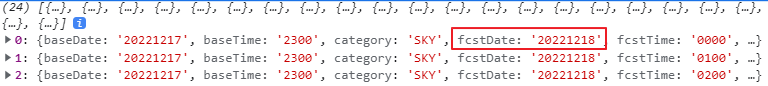 (24) [{…}, {…}, {…}, {…}, {…}, {…}, {…}, {…}, {…}, {…}, {…}, {…}, {…}, {…}, {…}, {…}, {…}, {…}, {…}, {…}, {…}, {…},
{…}, {…}] i
▶ 0: {baseDate: '20221217', baseTime: '2300', category: 'SKY', fcstDate: '20221218', fcstTime: '0000', …}
▶ 1: {baseDate: '20221217', baseTime: '2300', category: 'SKY', fcstDate: '20221218', fcstTime: '0100', …}
▶ 2: {baseDate: '20221217', baseTime: '2300', category: 'SKY', fcstDate: '20221218', fcstTime: '0200', …}